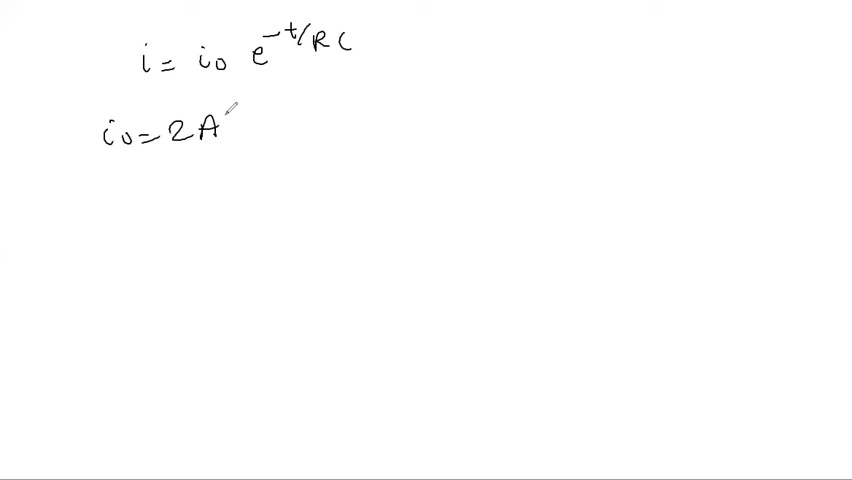 i = i₀ e^{-t/RC}
i₀ = 2A